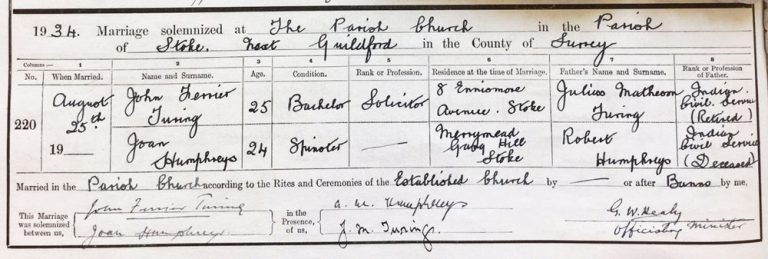 1934. Marriage solemnized at The Parish Church in the Parish
of Stoke next Guildford in the County of Surrey
Columns:— 1 2 3 4 5 6 7 8
No. When Married. Name and Surname. Age. Condition. Rank or Profession. Residence at the time of Marriage. Father's Name and Surname. Rank or Profession of Father.
220 August 25th 19— John Ferrier Turing 25 Bachelor Solicitor 8 Ennismore Avenue. Stoke Julius Mathison Turing Indian Civil Service (Retired)
Joan Humphreys 24 Spinster — Merrymead Gang Hill Stoke Robert Humphreys Indian Civil Service (Deceased)
Married in the Parish Church according to the Rites and Ceremonies of the Established Church by — or after Banns by me,
This Marriage was solemnized between us, John Ferrier Turing Joan Humphreys in the Presence of us, A. M. Humphreys J. M. Turing. G. W. Healy Officiating Minister